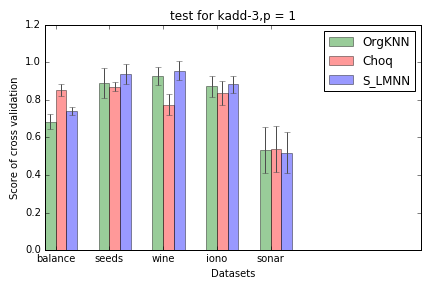 test for kadd-3,p = 1
OrgKNN
Choq
S_LMNN
Score of cross validation
1.2
1.0
0.8
0.6
0.4
0.2
0.0
balance seeds wine iono sonar
Datasets